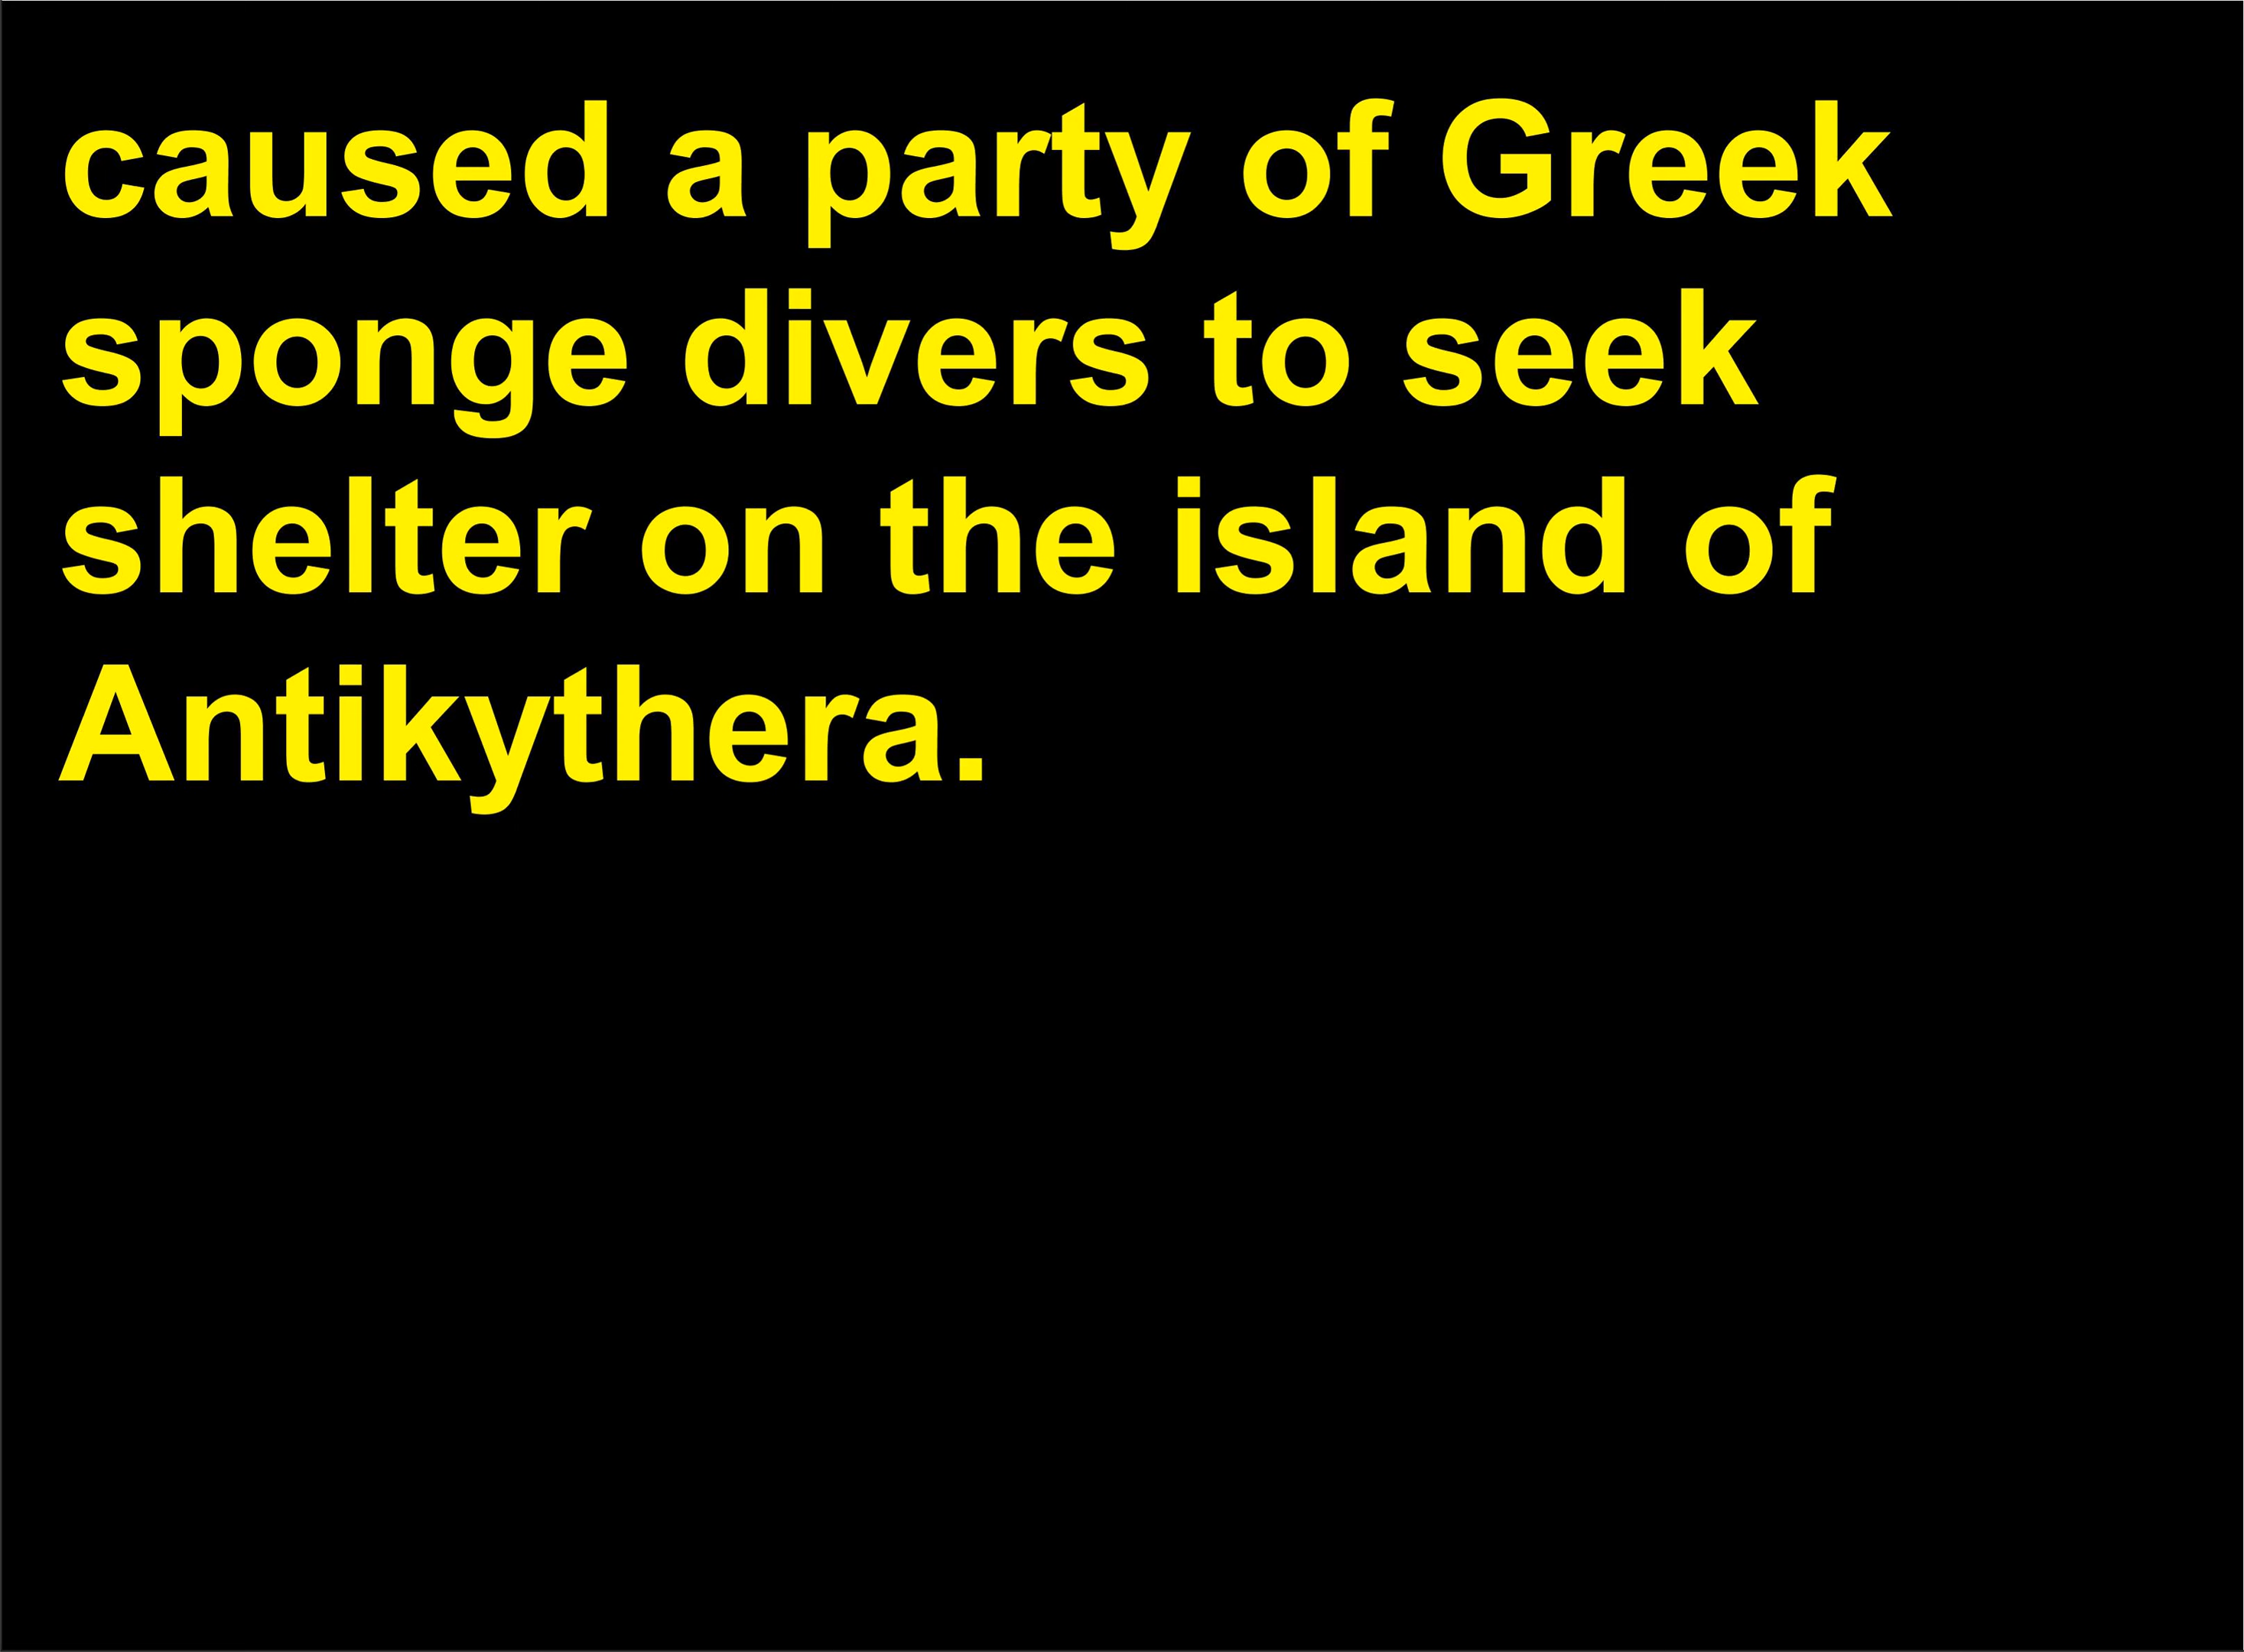 caused a party of Greek
sponge divers to seek
shelter on the island of
Antikythera.